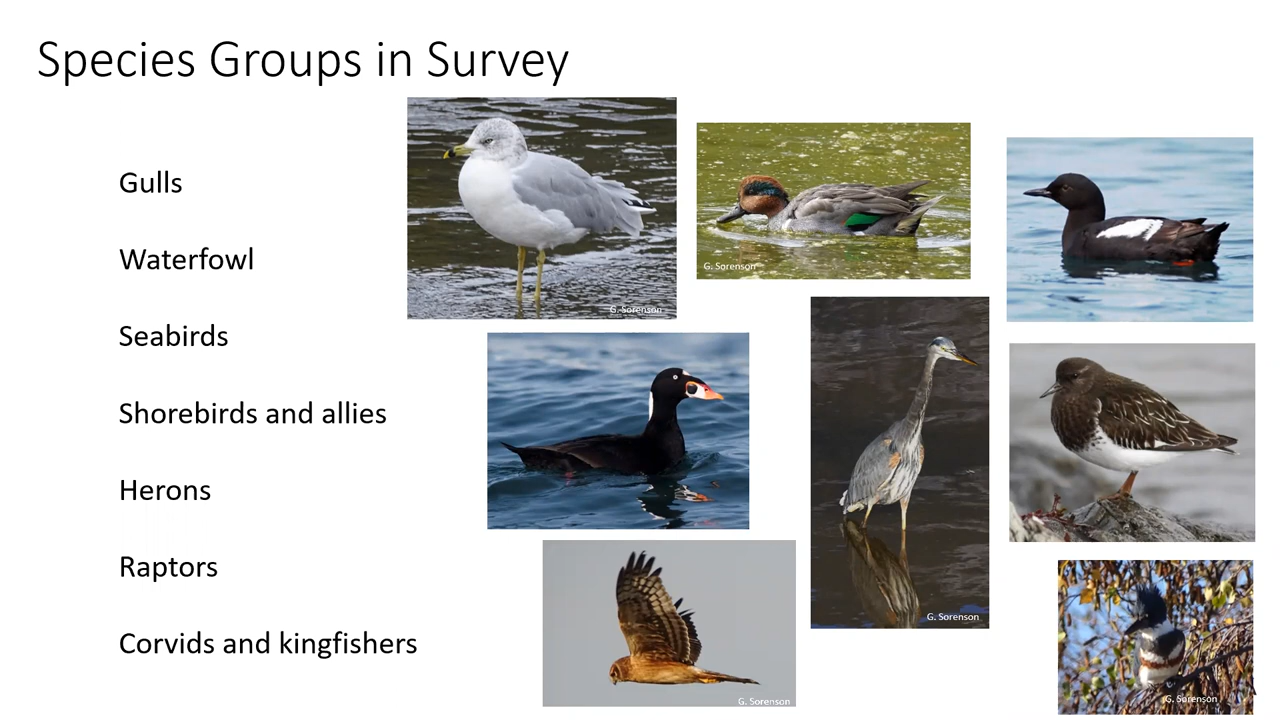 Species Groups in Survey
Gulls
Waterfowl
Seabirds
Shorebirds and allies
Herons
Raptors
Corvids and kingfishers
G. Sorenson
G. Sorenson
G. Sorenson
G. Sorenson
G. Sorenson